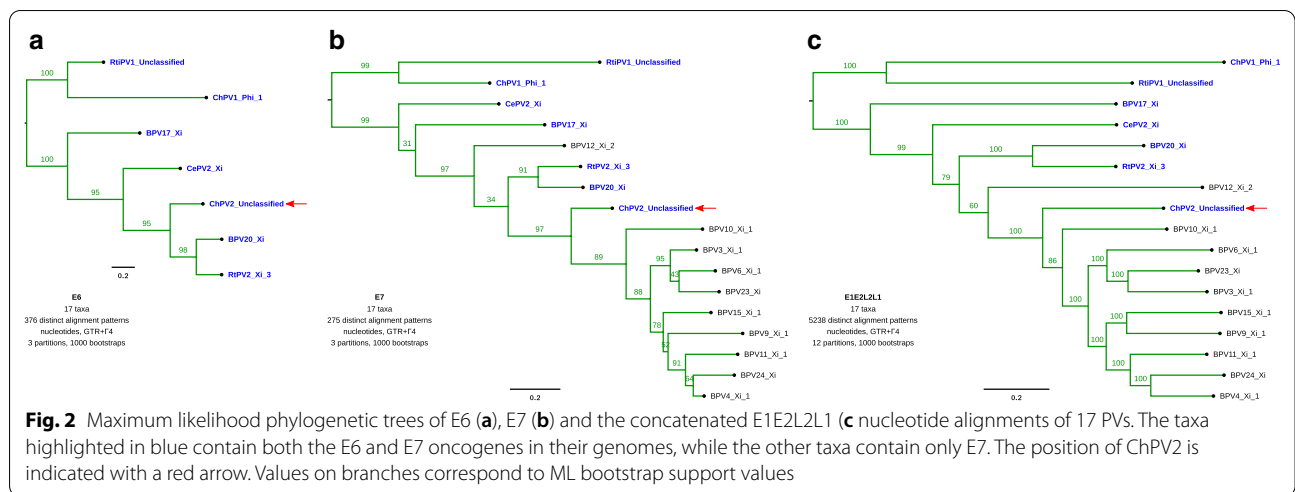 a
100
RtiPV1_Unclassified
ChPV1_Phi_1
100
BPV17_Xi
95
CePV2_Xi
95
ChPV2_Unclassified
98
BPV20_Xi
RtPV2_Xi_3
0.2
E6
17 taxa
376 distinct alignment patterns
nucleotides, GTR+Γ4
3 partitions, 1000 bootstraps
b
99
RtiPV1_Unclassified
ChPV1_Phi_1
99
CePV2_Xi
31
BPV17_Xi
97
BPV12_Xi_2
34
91
RtPV2_Xi_3
BPV20_Xi
97
ChPV2_Unclassified
89
BPV10_Xi_1
88
95
BPV3_Xi_1
43
BPV6_Xi_1
BPV23_Xi
78
BPV15_Xi_1
52
BPV9_Xi_1
91
BPV11_Xi_1
64
BPV24_Xi
BPV4_Xi_1
E7
17 taxa
275 distinct alignment patterns
nucleotides, GTR+Γ4
3 partitions, 1000 bootstraps
0.2
c
100
ChPV1_Phi_1
RtiPV1_Unclassified
BPV17_Xi
99
CePV2_Xi
79
100
BPV20_Xi
RtPV2_Xi_3
60
BPV12_Xi_2
100
ChPV2_Unclassified
86
BPV10_Xi_1
100
100
BPV6_Xi_1
100
BPV23_Xi
BPV3_Xi_1
100
100
BPV15_Xi_1
BPV9_Xi_1
100
BPV11_Xi_1
100
BPV24_Xi
BPV4_Xi_1
E1E2L2L1
17 taxa
5238 distinct alignment patterns
nucleotides, GTR+Γ4
12 partitions, 1000 bootstraps
0.2
Fig. 2 Maximum likelihood phylogenetic trees of E6 (a), E7 (b) and the concatenated E1E2L2L1 (c nucleotide alignments of 17 PVs. The taxa
highlighted in blue contain both the E6 and E7 oncogenes in their genomes, while the other taxa contain only E7. The position of ChPV2 is
indicated with a red arrow. Values on branches correspond to ML bootstrap support values